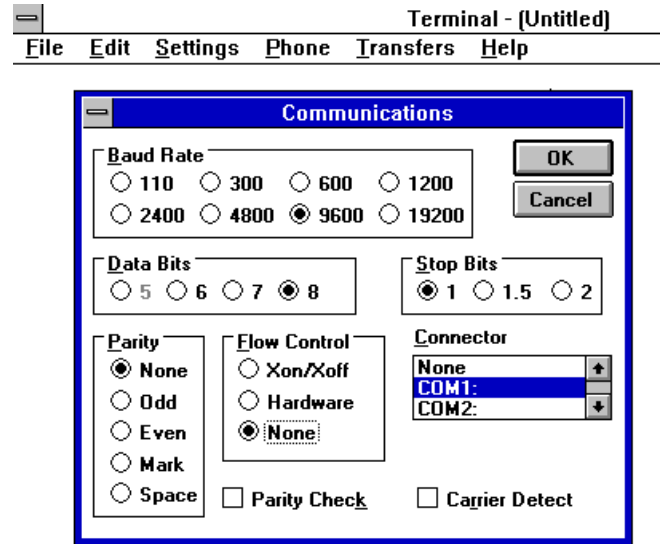 Terminal - (Untitled)
File Edit Settings Phone Transfers Help
Communications
Baud Rate
110 300 600 1200
2400 4800 9600 19200
OK
Cancel
Data Bits
5 6 7 8
Stop Bits
1 1.5 2
Parity
None
Odd
Even
Mark
Space
Flow Control
Xon/Xoff
Hardware
None
Connector
None
COM1:
COM2:
Parity Check
Carrier Detect